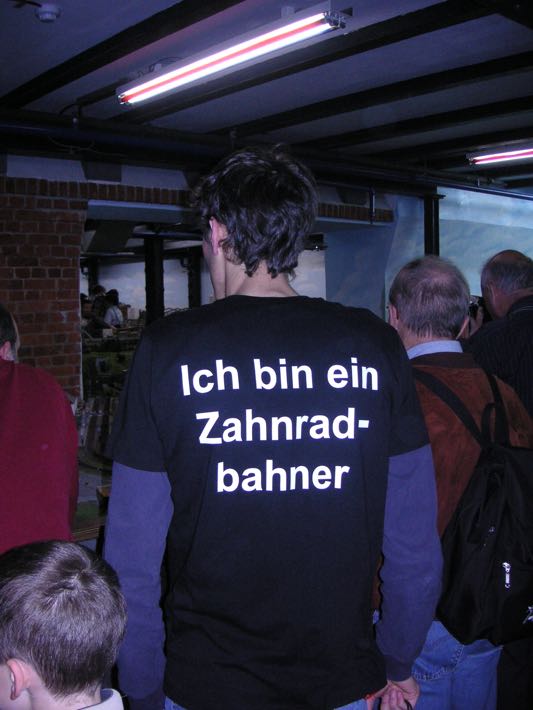 Ich bin ein
Zahnrad-
bahner